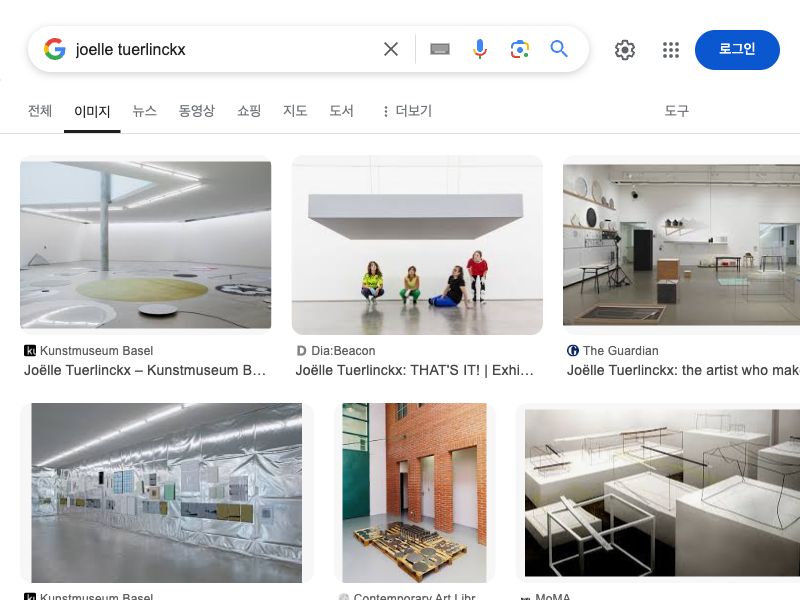 joelle tuerlinckx
로그인
전체 이미지 뉴스 동영상 쇼핑 지도 도서 더보기 도구
Kunstmuseum Basel
Joëlle Tuerlinckx – Kunstmuseum B...
Dia:Beacon
Joëlle Tuerlinckx: THAT'S IT! | Exhi...
The Guardian
Joëlle Tuerlinckx: the artist who mak
Kunstmuseum Basel
Contemporary Art Libr
MoMA